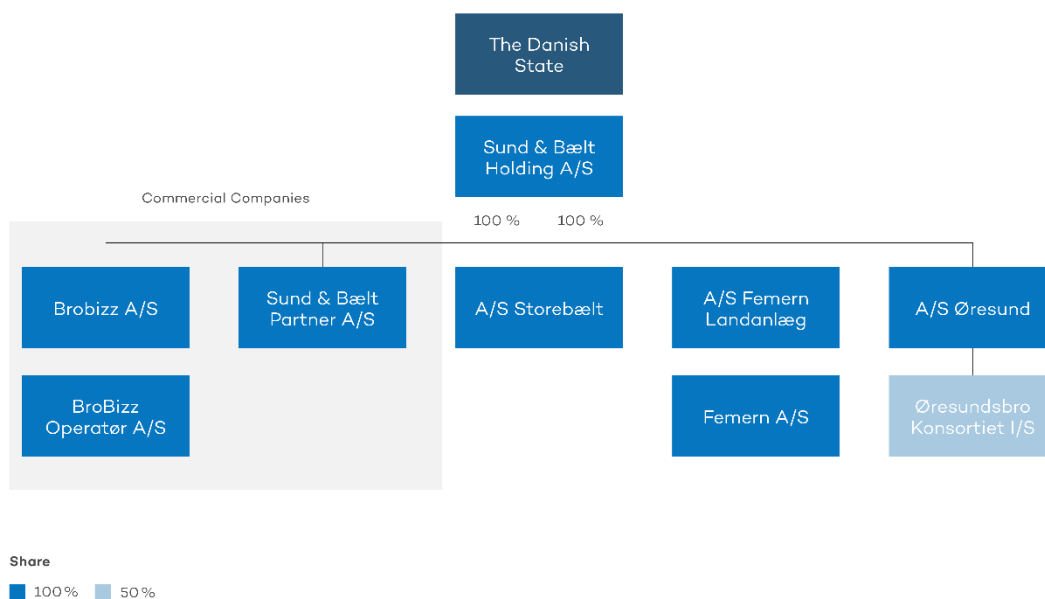 The Danish
State
Sund & Bælt
Holding A/S
Commercial Companies
100 % 100 %
Brobizz A/S
Sund & Bælt
Partner A/S
A/S Storebælt
A/S Femern
Landanlæg
A/S Øresund
BroBizz
Operatør A/S
Femern A/S
Øresundsbro
Konsortiet I/S
Share
100 % 50 %